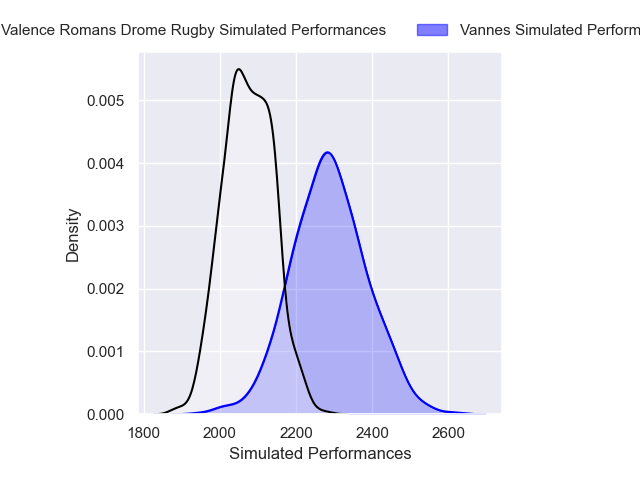 Valence Romans Drome Rugby Simulated Performances
Vannes Simulated Perform
0.005
0.004
0.003
0.002
0.001
0.000
Density
1800 2000 2200 2400 2600
Simulated Performances